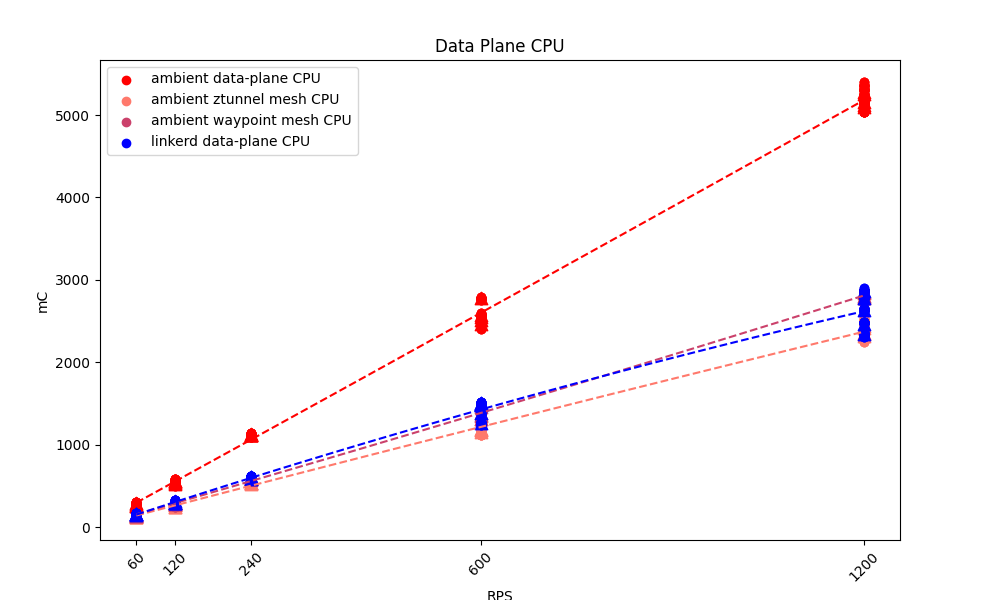 Data Plane CPU
ambient data-plane CPU
ambient ztunnel mesh CPU
ambient waypoint mesh CPU
linkerd data-plane CPU
5000
4000
3000
2000
1000
0
mC
60
120
240
600
1200
RPS